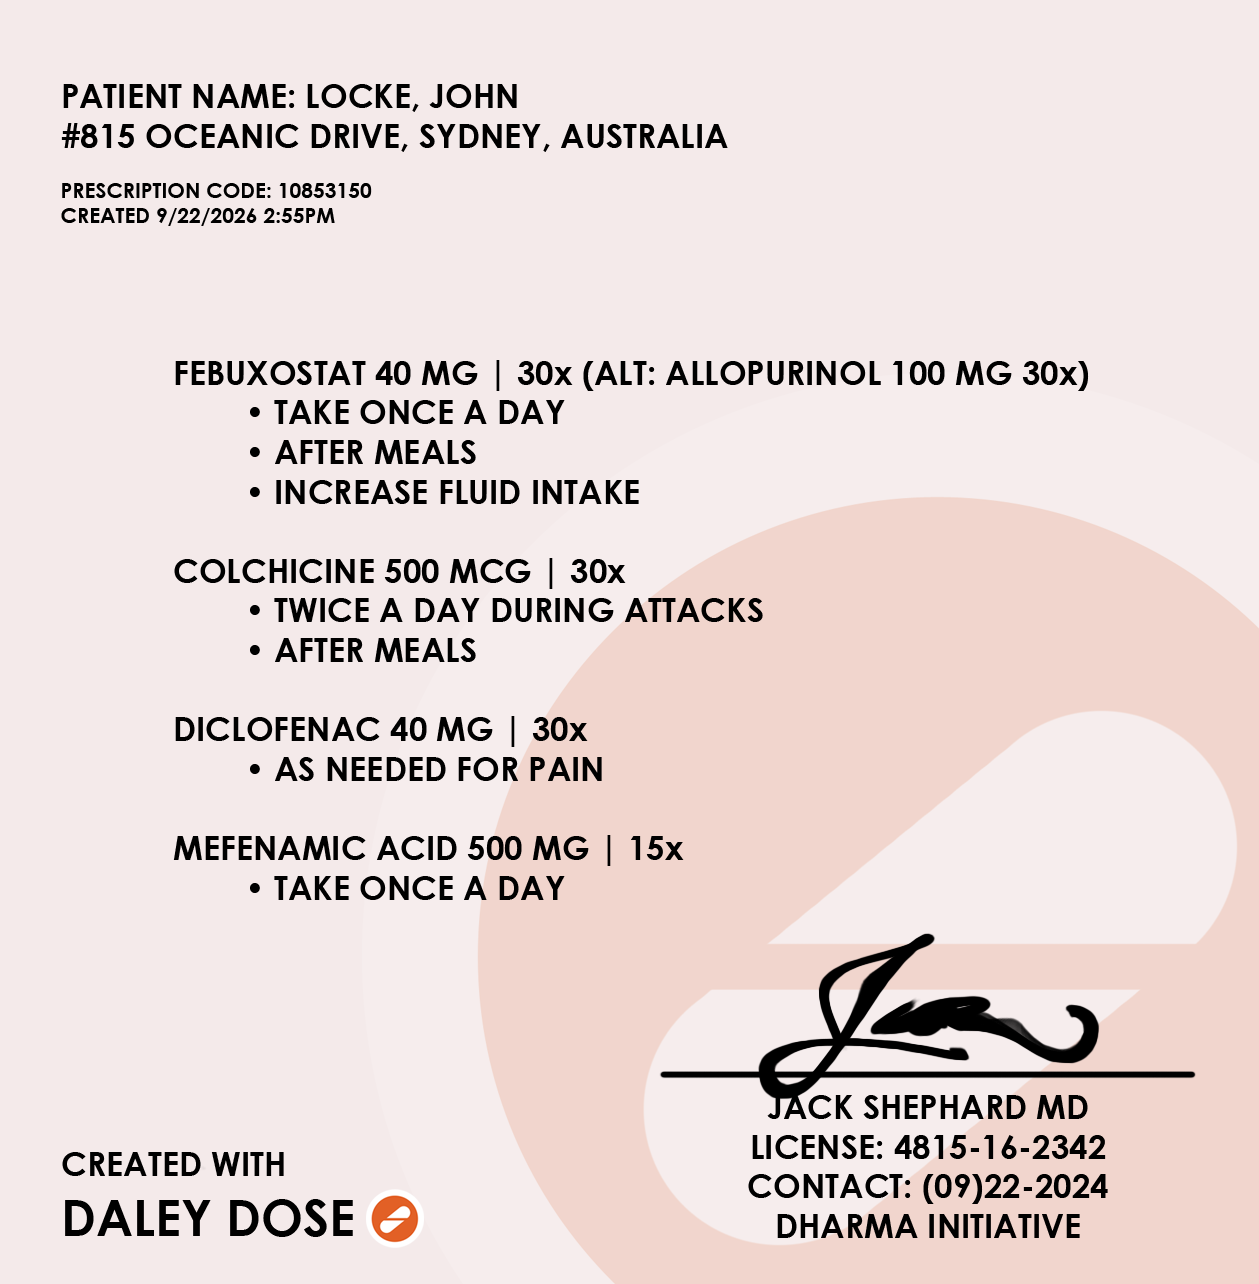 PATIENT NAME: LOCKE, JOHN
#815 OCEANIC DRIVE, SYDNEY, AUSTRALIA
PRESCRIPTION CODE: 10853150
CREATED 9/22/2026 2:55PM
FEBUXOSTAT 40 MG | 30x (ALT: ALLOPURINOL 100 MG 30x)
• TAKE ONCE A DAY
• AFTER MEALS
• INCREASE FLUID INTAKE
COLCHICINE 500 MCG | 30x
• TWICE A DAY DURING ATTACKS
• AFTER MEALS
DICLOFENAC 40 MG | 30x
• AS NEEDED FOR PAIN
MEFENAMIC ACID 500 MG | 15x
• TAKE ONCE A DAY
JACK SHEPHARD MD
LICENSE: 4815-16-2342
CONTACT: (09)22-2024
DHARMA INITIATIVE
CREATED WITH
DALEY DOSE